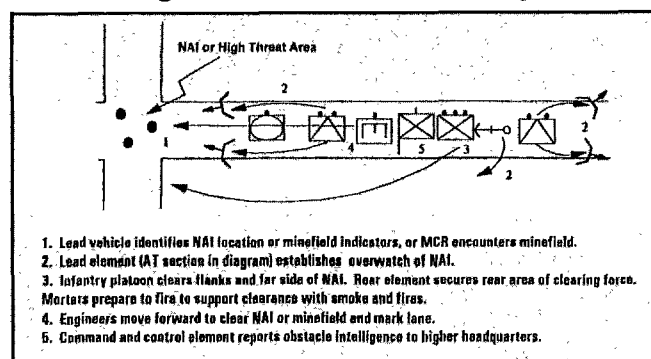 NAI or High Threat Area
2
1
4
5
3
2
2
1. Lead vehicle identifies NAI location or minefield indicators, or MCR encounters minefield.
2. Lead element (AT section in diagram) establishes overwatch of NAI.
3. Infantry platoon clears flanks and far side of NAI. Rear element secures rear area of clearing force.
Mortars prepare to fire to support clearance with smoke and fires.
4. Engineers move forward to clear NAI or minefield and mark lane.
5. Command and control element reports obstacle intelligence to higher headquarters.